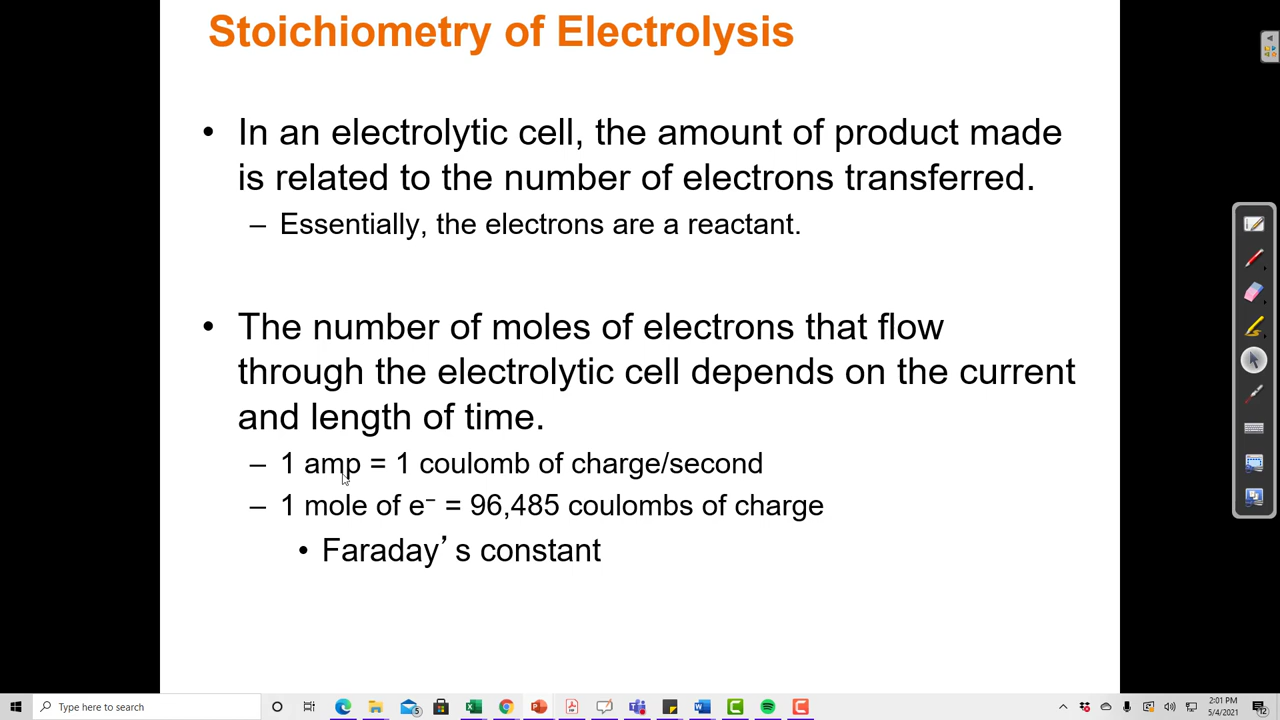 Stoichiometry of Electrolysis
• In an electrolytic cell, the amount of product made
is related to the number of electrons transferred.
– Essentially, the electrons are a reactant.
• The number of moles of electrons that flow
through the electrolytic cell depends on the current
and length of time.
– 1 amp = 1 coulomb of charge/second
– 1 mole of e⁻ = 96,485 coulombs of charge
• Faraday’s constant
Type here to search
5
2:01 PM
5/4/2021
12